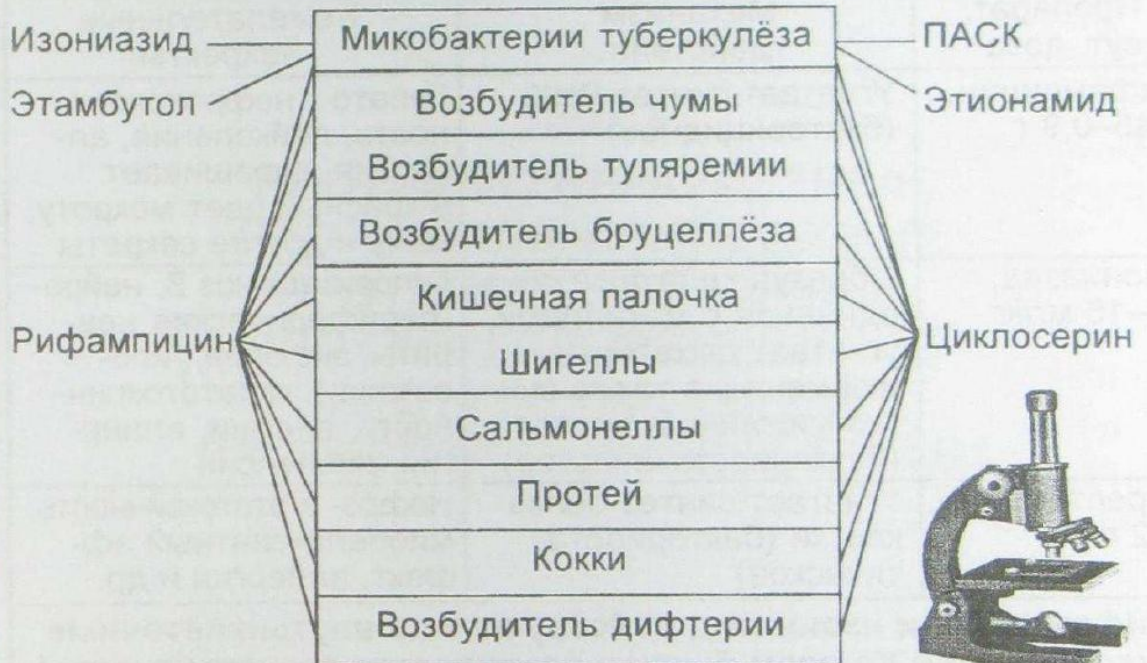 Изониазид Микобактерии туберкулёза ПАСК
Этамбутол Возбудитель чумы Этионамид
Возбудитель туляремии
Возбудитель бруцеллёза
Кишечная палочка
Рифампицин Циклосерин
Шигеллы
Сальмонеллы
Протей
Кокки
Возбудитель дифтерии